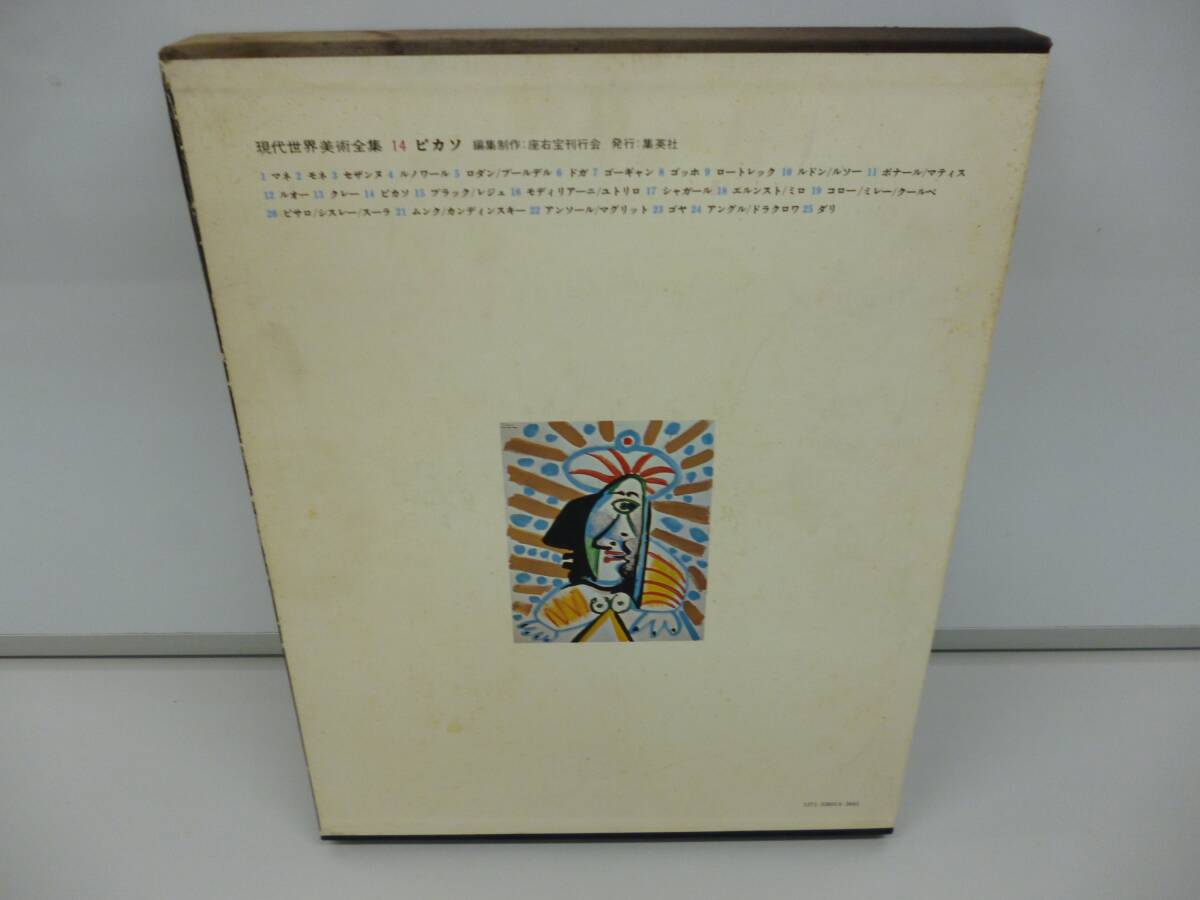 現代世界美術全集 14 ピカソ 編集制作:座右宝刊行会 発行:集英社
1 マネ 2 モネ 3 セザンヌ 4 ルノワール 5 ロダン/ブールデル 6 ドガ 7 ゴーギャン 8 ゴッホ 9 ロートレック 10 ルドン/ルソー 11 ボナール/マティス
12 ルオー 13 クレー 14 ピカソ 15 ブラック/レジェ 16 モディリアーニ/ユトリロ 17 シャガール 18 エルンスト/ミロ 19 コロー/ミレー/クールベ
20 ピサロ/シスレー/スーラ 21 ムンク/カンディンスキー 22 アンソール/マグリット 23 ゴヤ 24 アングル/ドラクロワ 25 ダリ